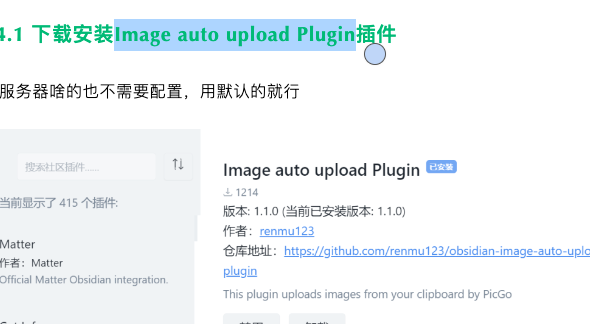 4.1 下载安装Image auto upload Plugin插件
服务器啥的也不需要配置，用默认的就行
搜索社区插件......
当前显示了 415 个插件:
Matter
作者：Matter
Official Matter Obsidian integration.
Image auto upload Plugin 已安装
1214
版本: 1.1.0 (当前已安装版本: 1.1.0)
作者：renmu123
仓库地址：https://github.com/renmu123/obsidian-image-auto-uplo
plugin
This plugin uploads images from your clipboard by PicGo